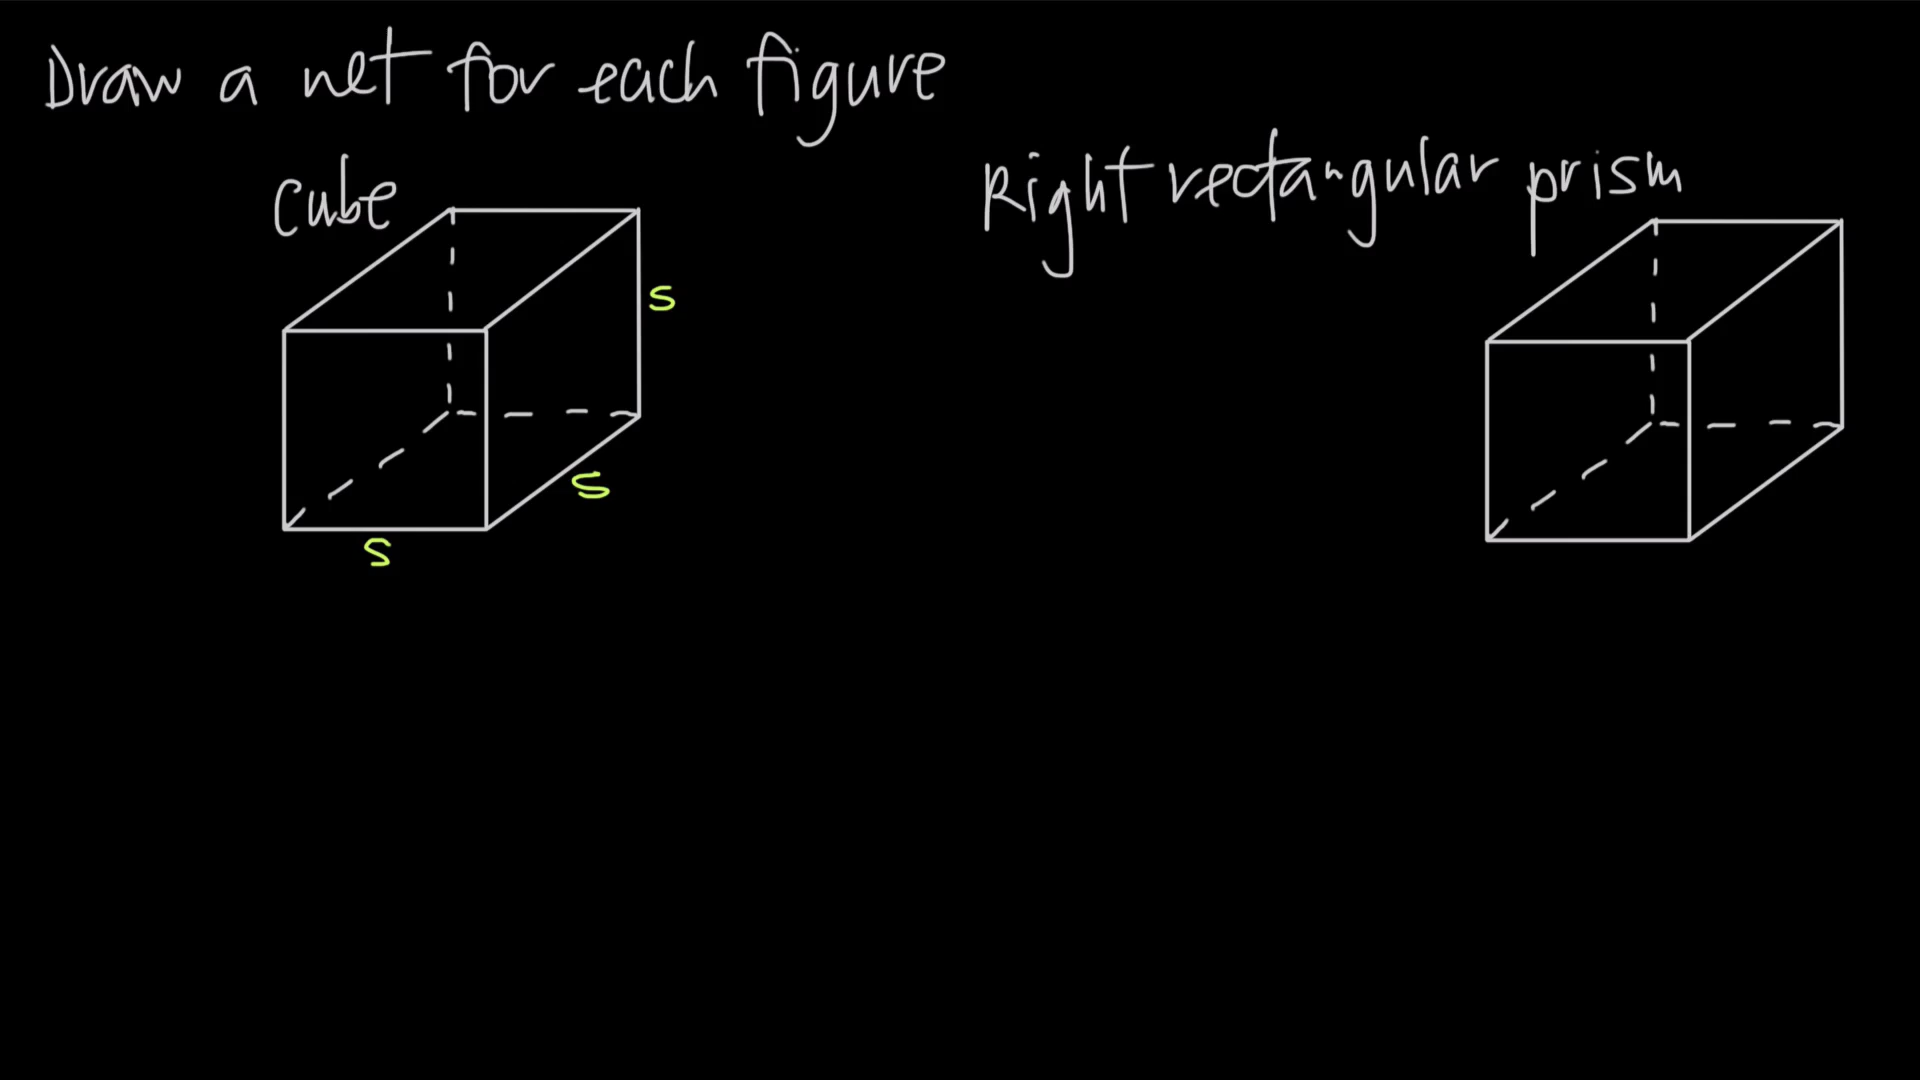 Draw a net for each figure
cube
Right rectangular prism
s
s
s